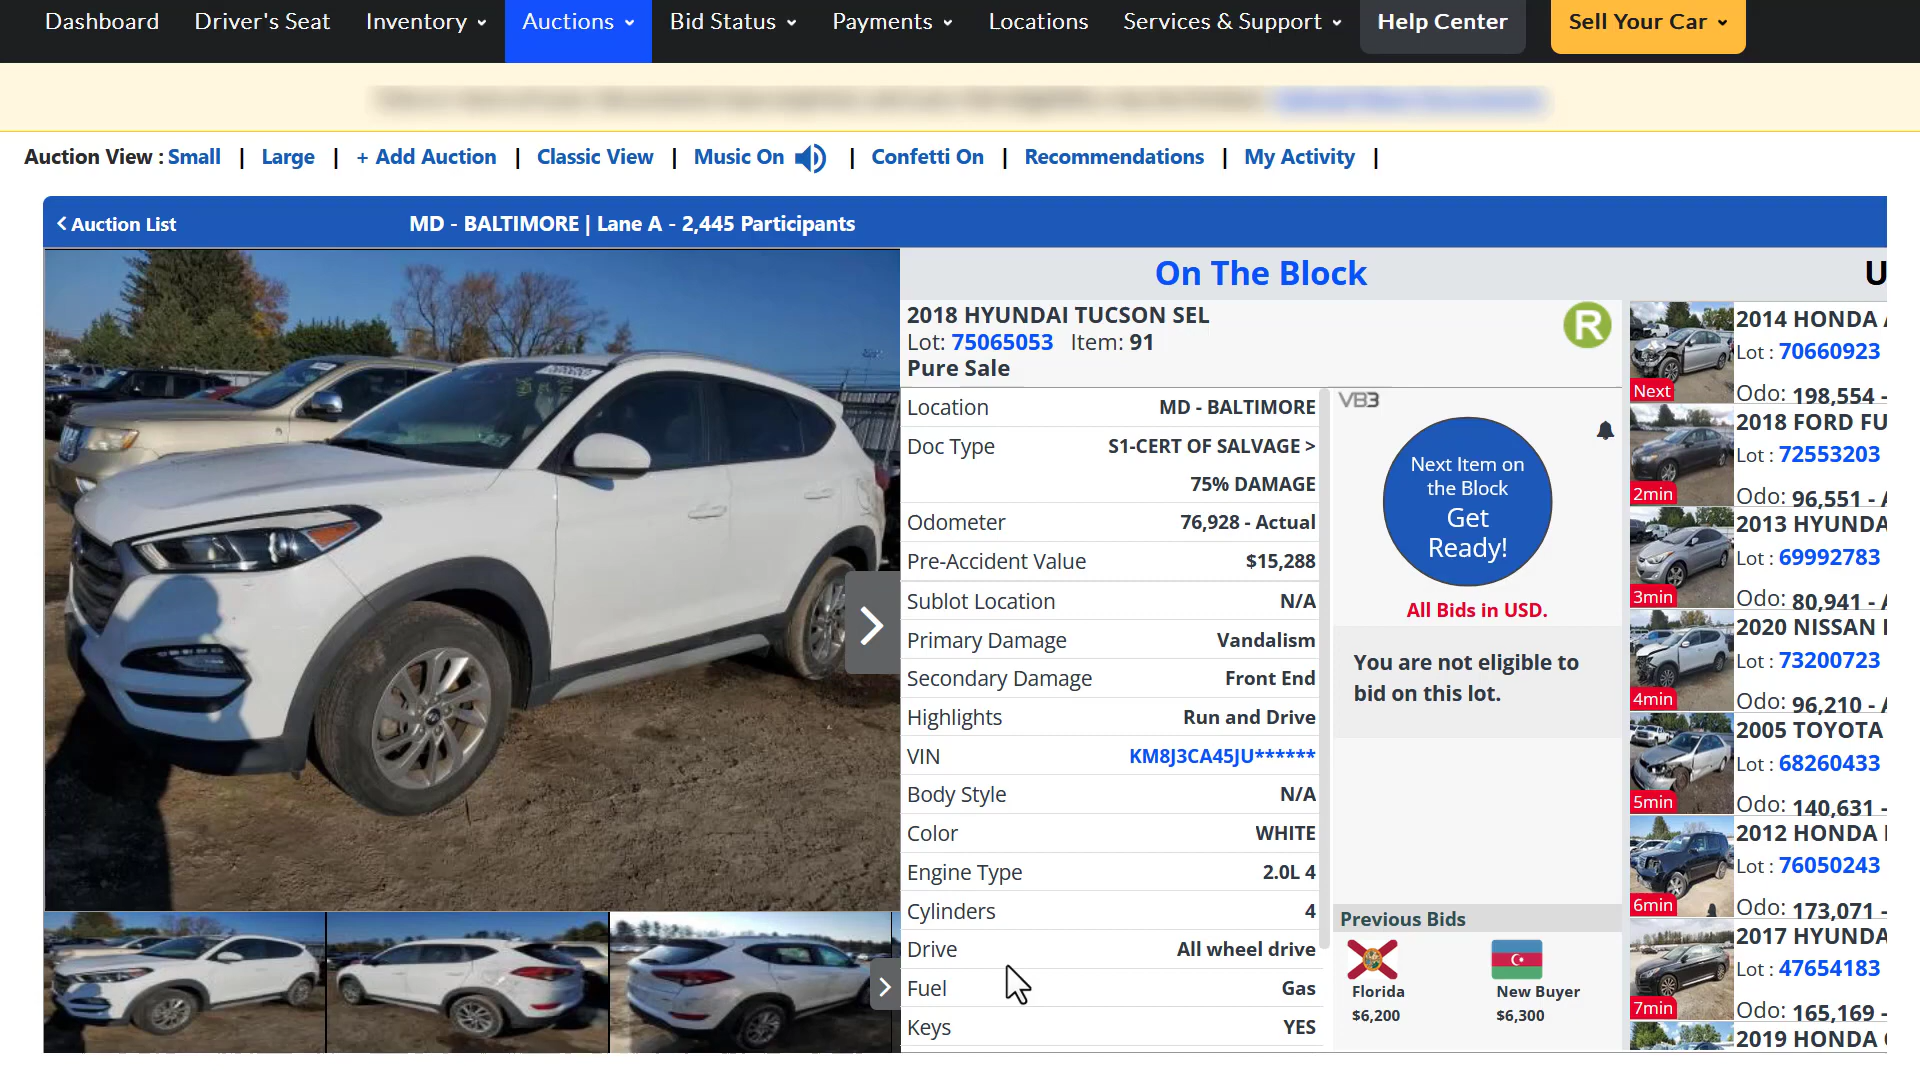 Dashboard Driver's Seat Inventory Auctions Bid Status Payments Locations Services & Support Help Center Sell Your Car
Auction View : Small | Large | + Add Auction | Classic View | Music On | Confetti On | Recommendations | My Activity |
Auction List MD - BALTIMORE | Lane A - 2,445 Participants
On The Block
2018 HYUNDAI TUCSON SEL
Lot: 75065053 Item: 91
Pure Sale
R
Location MD - BALTIMORE
Doc Type S1-CERT OF SALVAGE >
75% DAMAGE
Odometer 76,928 - Actual
Pre-Accident Value $15,288
Sublot Location N/A
Primary Damage Vandalism
Secondary Damage Front End
Highlights Run and Drive
VIN KM8J3CA45JU******
Body Style N/A
Color WHITE
Engine Type 2.0L 4
Cylinders 4
Drive All wheel drive
Fuel Gas
Keys YES
VB3
Next Item on
the Block
Get
Ready!
All Bids in USD.
You are not eligible to
bid on this lot.
Previous Bids
Florida
$6,200
New Buyer
$6,300
U
2014 HONDA
Lot : 70660923
Next
Odo: 198,554 -
2018 FORD FU
Lot : 72553203
2min
Odo: 96,551 - A
2013 HYUNDA
Lot : 69992783
3min
Odo: 80,941 - A
2020 NISSAN
Lot : 73200723
4min
Odo: 96,210 - A
2005 TOYOTA
Lot : 68260433
5min
Odo: 140,631 -
2012 HONDA
Lot : 76050243
6min
Odo: 173,071 -
2017 HYUNDA
Lot : 47654183
7min
Odo: 165,169 -
2019 HONDA